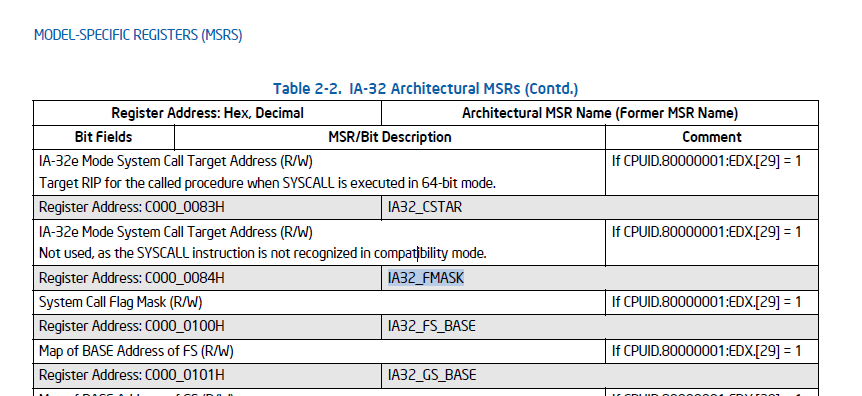 MODEL-SPECIFIC REGISTERS (MSRS)
Table 2-2. IA-32 Architectural MSRs (Contd.)
Register Address: Hex, Decimal Architectural MSR Name (Former MSR Name)
Bit Fields MSR/Bit Description Comment
IA-32e Mode System Call Target Address (R/W) If CPUID.80000001:EDX.[29] = 1
Target RIP for the called procedure when SYSCALL is executed in 64-bit mode.
Register Address: C000_0083H IA32_CSTAR
IA-32e Mode System Call Target Address (R/W) If CPUID.80000001:EDX.[29] = 1
Not used, as the SYSCALL instruction is not recognized in compatibility mode.
Register Address: C000_0084H IA32_FMASK
System Call Flag Mask (R/W) If CPUID.80000001:EDX.[29] = 1
Register Address: C000_0100H IA32_FS_BASE
Map of BASE Address of FS (R/W) If CPUID.80000001:EDX.[29] = 1
Register Address: C000_0101H IA32_GS_BASE